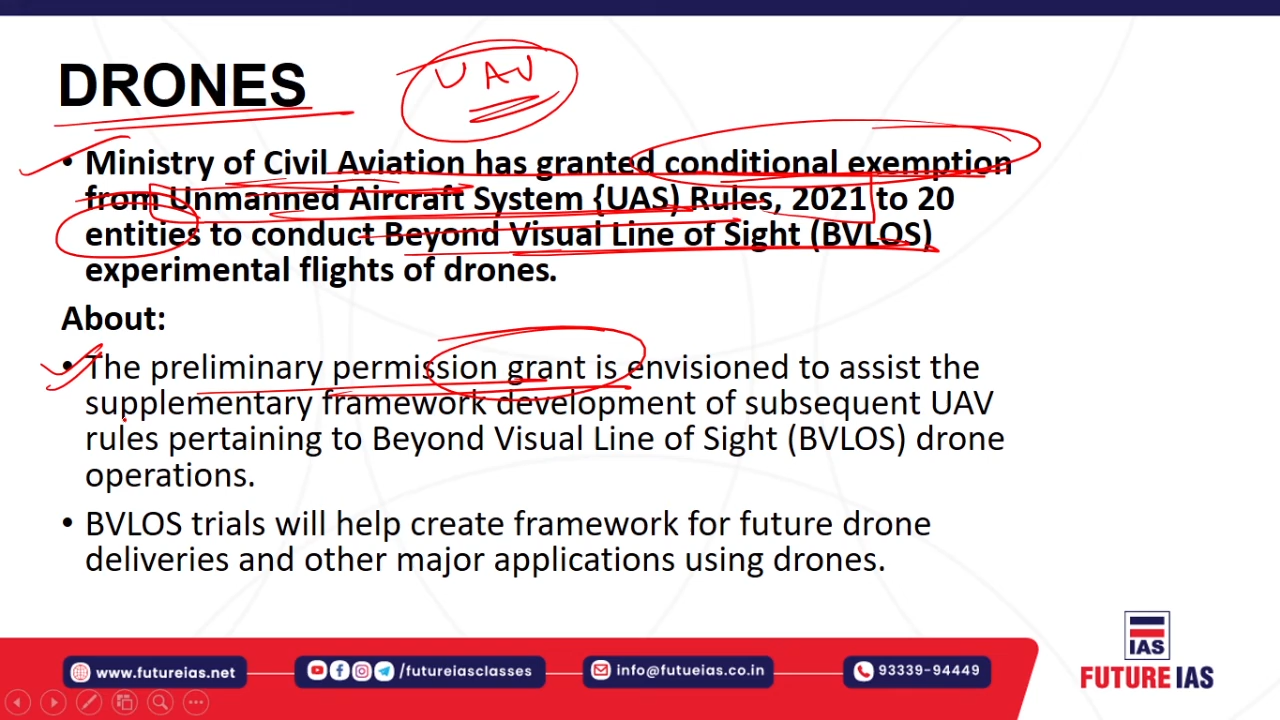 DRONES
UAV
• Ministry of Civil Aviation has granted conditional exemption
from Unmanned Aircraft System {UAS) Rules, 2021 to 20
entities to conduct Beyond Visual Line of Sight (BVLOS)
experimental flights of drones.
About:
• The preliminary permission grant is envisioned to assist the
supplementary framework development of subsequent UAV
rules pertaining to Beyond Visual Line of Sight (BVLOS) drone
operations.
• BVLOS trials will help create framework for future drone
deliveries and other major applications using drones.
IAS
FUTURE IAS
www.futureias.net
/futureiasclasses
info@futueias.co.in
93339-94449